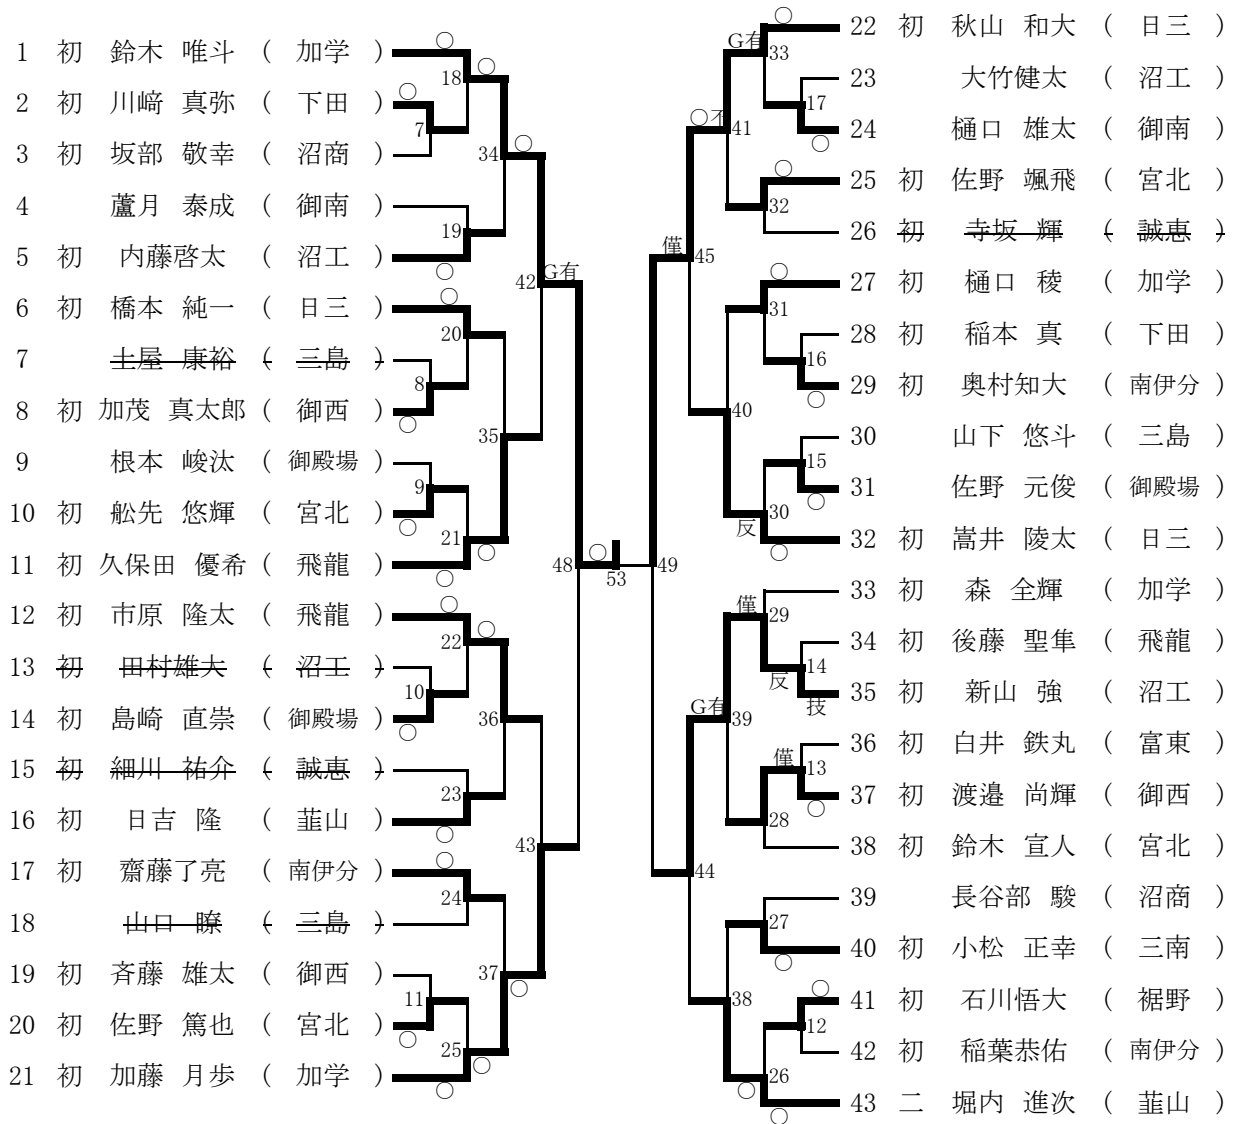 1 初 鈴木 唯斗 ( 加学 )
2 初 川﨑 真弥 ( 下田 )
3 初 坂部 敬幸 ( 沼商 )
4 蘆月 泰成 ( 御南 )
5 初 内藤啓太 ( 沼工 )
6 初 橋本 純一 ( 日三 )
7 土屋 康裕 ( 三島 )
8 初 加茂 真太郎 ( 御西 )
9 根本 峻汰 ( 御殿場 )
10 初 舩先 悠輝 ( 宮北 )
11 初 久保田 優希 ( 飛龍 )
12 初 市原 隆太 ( 飛龍 )
13 初 田村雄大 ( 沼工 )
14 初 島崎 直崇 ( 御殿場 )
15 初 細川 祐介 ( 誠恵 )
16 初 日吉 隆 ( 韮山 )
17 初 齋藤了亮 ( 南伊分 )
18 山口 瞭 ( 三島 )
19 初 斉藤 雄太 ( 御西 )
20 初 佐野 篤也 ( 宮北 )
21 初 加藤 月歩 ( 加学 )
○
18
○
○
7
34
○
19
○
42
G有
○
20
8
○
35
9
○
21
○
○
48
○
53
49
○
22
○
10
○
36
23
○
43
○
24
37
○
11
○
25
○
○
22 初 秋山 和大 ( 日三 )
23 大竹健太 ( 沼工 )
24 樋口 雄太 ( 御南 )
25 初 佐野 颯飛 ( 宮北 )
26 初 寺坂 輝 ( 誠恵 )
27 初 樋口 稜 ( 加学 )
28 初 稲本 真 ( 下田 )
29 初 奥村知大 ( 南伊分 )
30 山下 悠斗 ( 三島 )
31 佐野 元俊 ( 御殿場 )
32 初 嵩井 陸太 ( 日三 )
33 初 森 全輝 ( 加学 )
34 初 後藤 聖隼 ( 飛龍 )
35 初 新山 強 ( 沼工 )
36 初 白井 鉄丸 ( 富東 )
37 初 渡邉 尚輝 ( 御西 )
38 初 鈴木 宣人 ( 宮北 )
39 長谷部 駿 ( 沼商 )
40 初 小松 正幸 ( 三南 )
41 初 石川悟大 ( 裾野 )
42 初 稲葉恭佑 ( 南伊分 )
43 二 堀内 進次 ( 韮山 )
○
G有
33
17
○
○
41
○
32
僅
45
○
31
16
○
40
15
○
30
反
○
僅
29
14
反
技
G有
39
僅
13
○
28
44
27
○
38
○
12
26
○
○